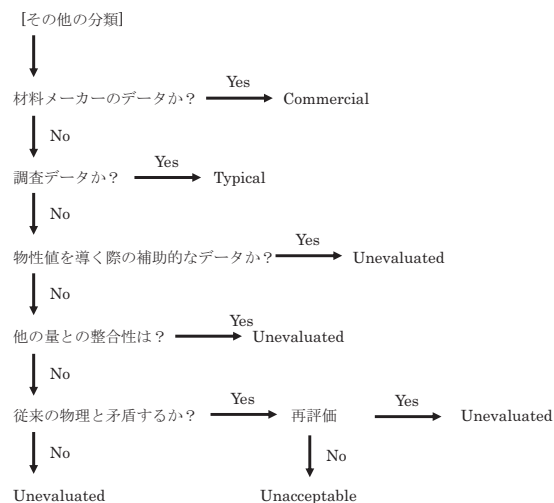 [その他の分類]
Yes
材料メーカーのデータか？ Commercial
No
Yes
調査データか？ Typical
No
Yes
物性値を導く際の補助的なデータか？ Unevaluated
No
Yes
他の量との整合性は？ Unevaluated
No
Yes Yes
従来の物理と矛盾するか？ 再評価 Unevaluated
No No
Unevaluated Unacceptable